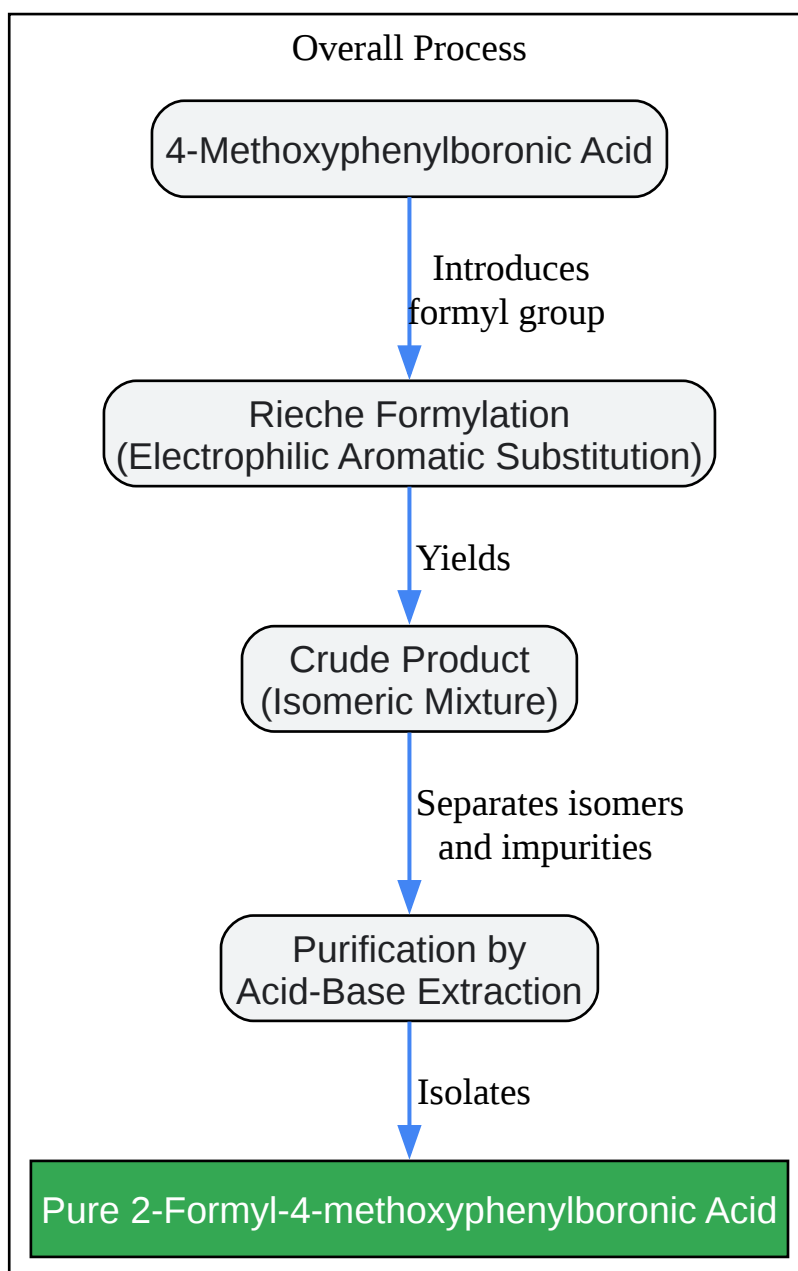 Overall Process
4-Methoxyphenylboronic Acid
Introduces
formyl group
Rieche Formylation
(Electrophilic Aromatic Substitution)
Yields
Crude Product
(Isomeric Mixture)
Separates isomers
and impurities
Purification by
Acid-Base Extraction
Isolates
Pure 2-Formyl-4-methoxyphenylboronic Acid